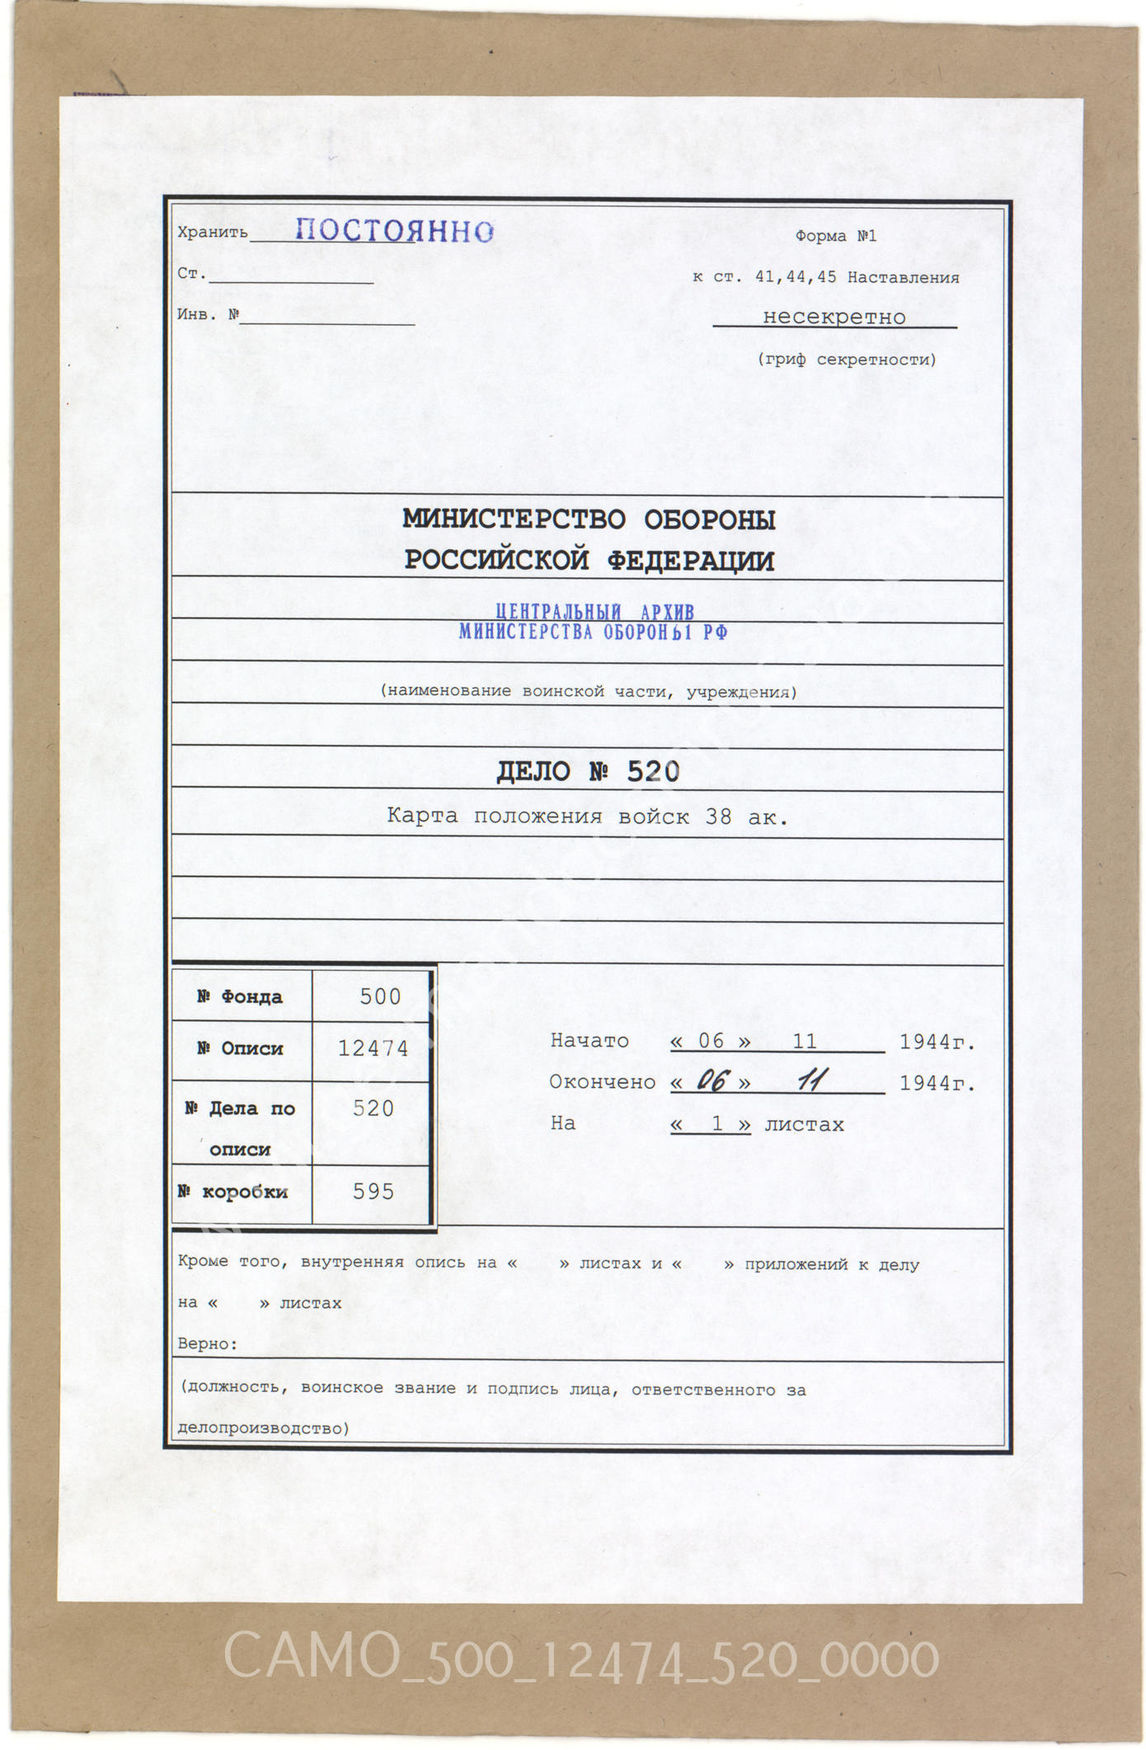 Хранить ПОСТОЯННО
Форма №1
Ст.
к ст. 41,44,45 Наставления
Инв. №
несекретно
(гриф секретности)
МИНИСТЕРСТВО ОБОРОНЫ
РОССИЙСКОЙ ФЕДЕРАЦИИ
ЦЕНТРАЛЬНЫЙ АРХИВ
МИНИСТЕРСТВА ОБОРОНЫ РФ
(наименование воинской части, учреждения)
ДЕЛО № 520
Карта положения войск 38 ак.
№ Фонда 500
№ Описи 12474
№ Дела по описи 520
№ коробки 595
Начато « 06 » 11 1944г.
Окончено « 06 » 11 1944г.
На « 1 » листах
Кроме того, внутренняя опись на « » листах и « » приложений к делу
на « » листах
Верно:
(должность, воинское звание и подпись лица, ответственного за
делопроизводство)
CAMO_500_12474_520_0000